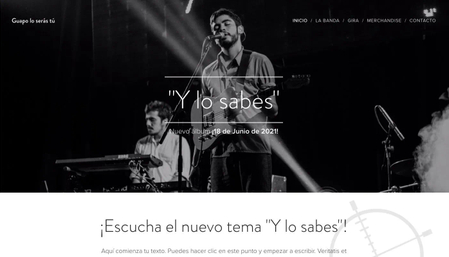 Guapo lo serás tú
INICIO / LA BANDA / GIRA / MERCHANDISE / CONTACTO
"Y lo sabes"
Nuevo álbum ¡18 de Junio de 2021!
¡Escucha el nuevo tema "Y lo sabes"!
Aquí comienza tu texto. Puedes hacer clic en este punto y empezar a escribir. Veritatis et